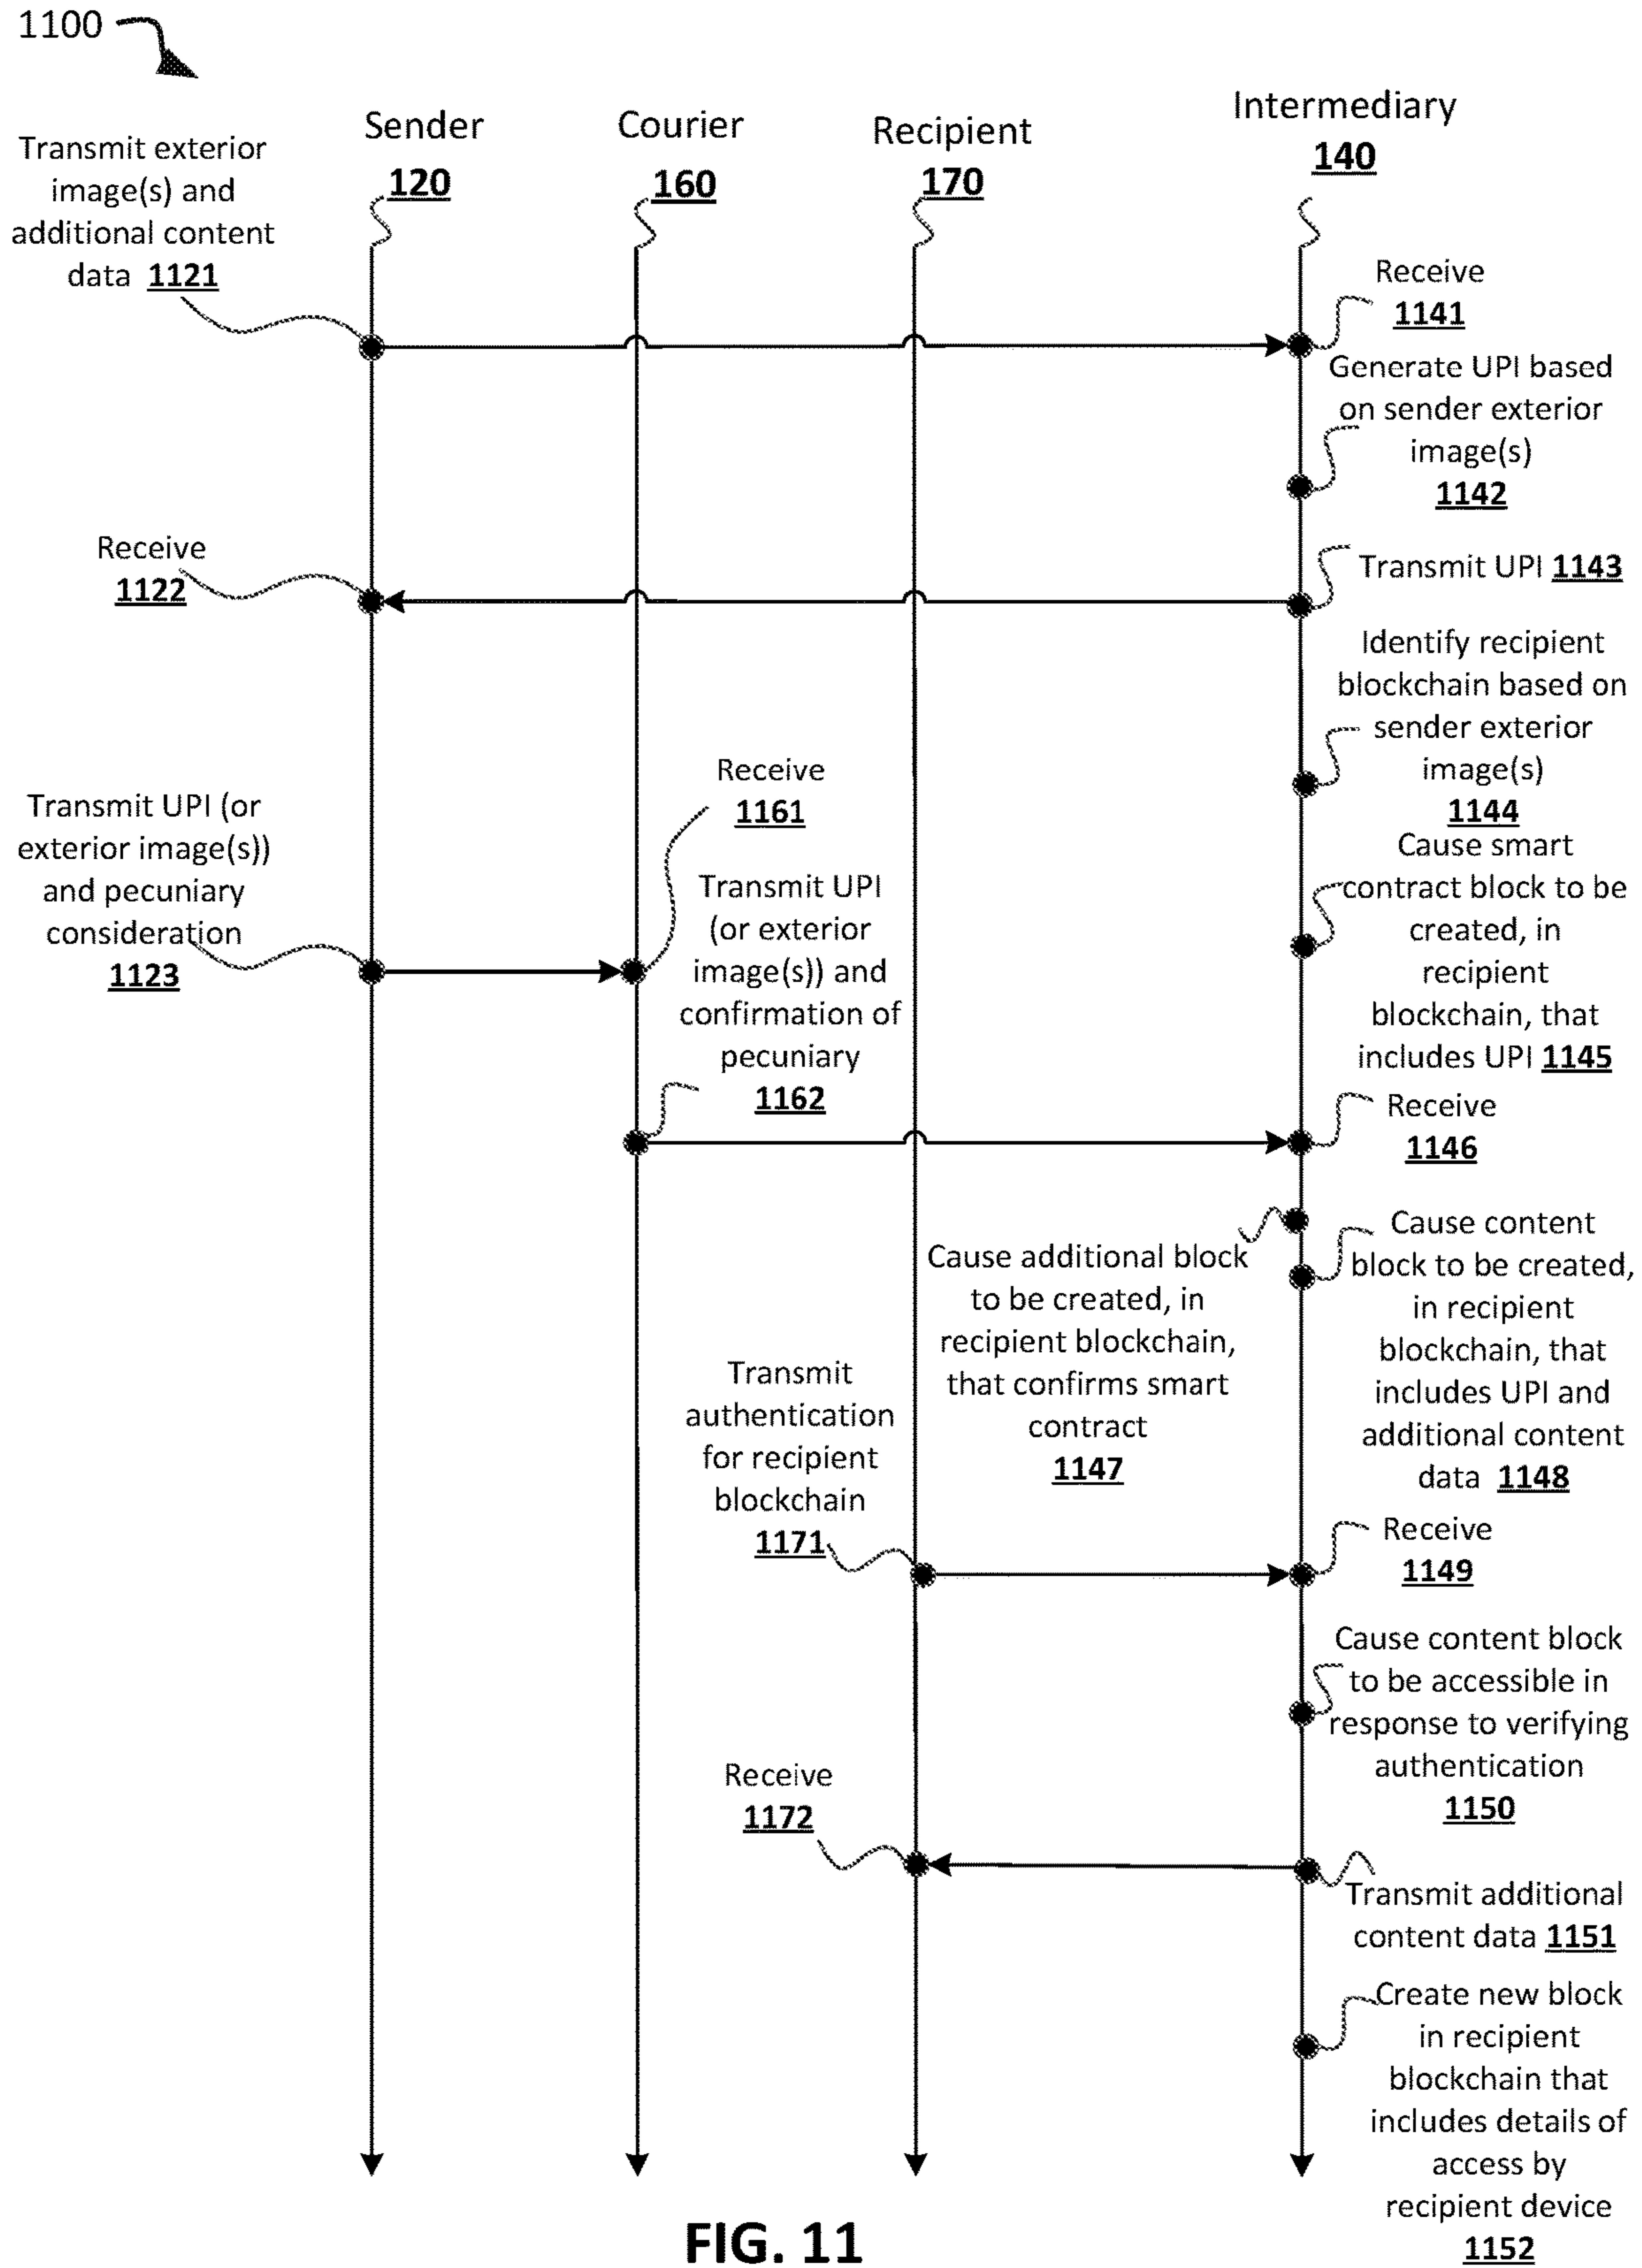 1100
Sender
120
Courier
160
Recipient
170
Intermediary
140
Transmit exterior
image(s) and
additional content
data 1121
Receive
1141
Generate UPI based
on sender exterior
image(s)
1142
Receive
1122
Transmit UPI 1143
Identify recipient
blockchain based on
sender exterior
image(s)
1144
Transmit UPI (or
exterior image(s))
and pecuniary
consideration
1123
Receive
1161
Cause smart
contract block to be
created, in
recipient
blockchain, that
includes UPI 1145
Transmit UPI
(or exterior
image(s)) and
confirmation of
pecuniary
1162
Receive
1146
Cause additional block
to be created, in
recipient blockchain,
that confirms smart
contract
1147
Cause content
block to be created,
in recipient
blockchain, that
includes UPI and
additional content
data 1148
Transmit
authentication
for recipient
blockchain
1171
Receive
1149
Cause content block
to be accessible in
response to verifying
authentication
1150
Receive
1172
Transmit additional
content data 1151
Create new block
in recipient
blockchain that
includes details of
access by
recipient device
1152
FIG. 11